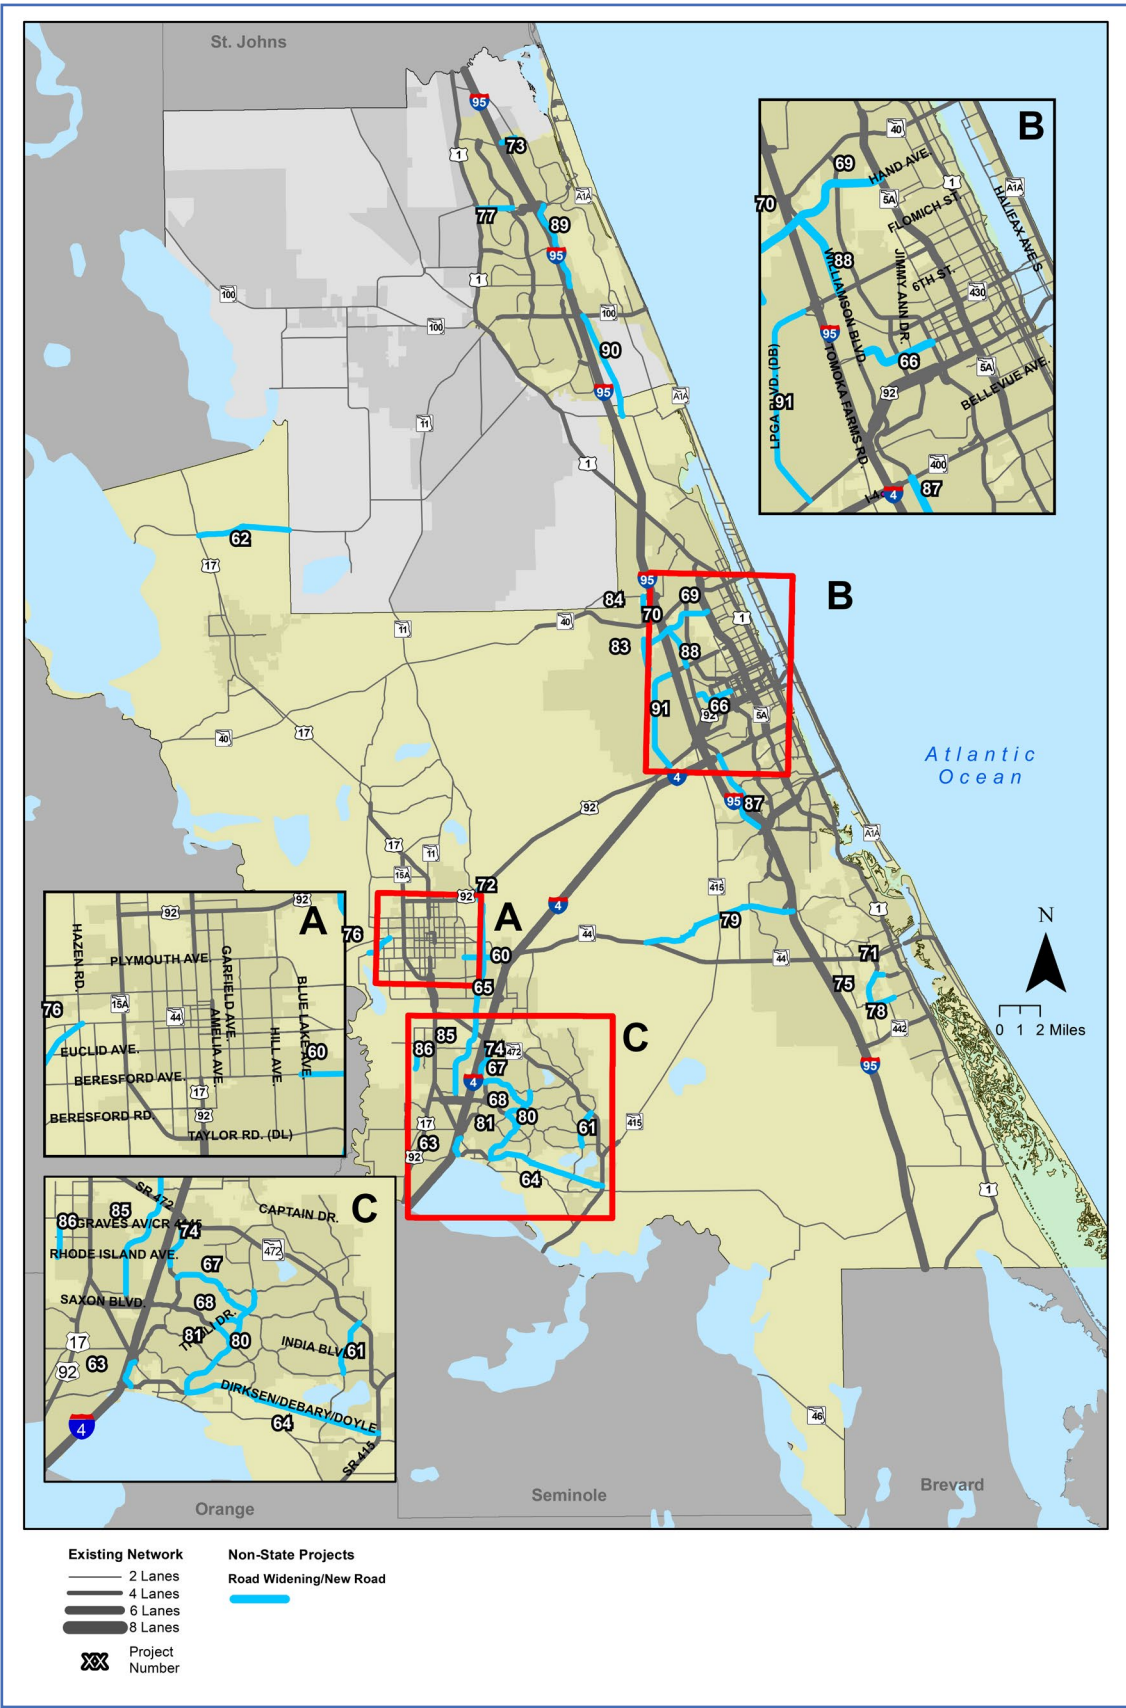 St. Johns
95
1
73
A1A
77
89
95
1
100
100
100
90
95
A1A
11
1
62
17
B
40
69
HAND AVE.
1
A1A
70
5A
FLOMICH ST.
HALIFAX AVE S
88
WILLIAMSON BLVD.
JIMMY ANN DR.
6TH ST.
430
95
TOMOKA FARMS RD.
66
5A
92
BELLEVUE AVE.
LPGA BLVD. (DB)
91
400
I-4
4
87
95
84
69
70
B
40
11
1
83
88
91
66
92
5A
40
17
Atlantic
Ocean
4
95
87
92
A1A
17
11
15A
72
92
415
4
1
A
79
76
44
60
44
71
65
75
78
442
N
0 1 2 Miles
95
C
85
86
74
472
67
4
68
80
81
17
61
415
63
92
64
1
A
92
92
76
HAZEN RD.
PLYMOUTH AVE.
GARFIELD AVE.
BLUE LAKE AVE.
15A
44
AMELIA AVE.
HILL AVE.
EUCLID AVE.
60
BERESFORD AVE.
17
BERESFORD RD.
92
TAYLOR RD. (DL)
C
SR 472
85
86
GRAVES AV/CR 4145
CAPTAIN DR.
74
472
RHODE ISLAND AVE.
67
SAXON BLVD.
68
17
81
80
INDIA BLV
61
92
63
DIRKSEN/DEBARY/DOYLE
64
4
SR 415
46
Orange
Seminole
Brevard
Existing Network
2 Lanes
4 Lanes
6 Lanes
8 Lanes
XX Project
Number
Non-State Projects
Road Widening/New Road